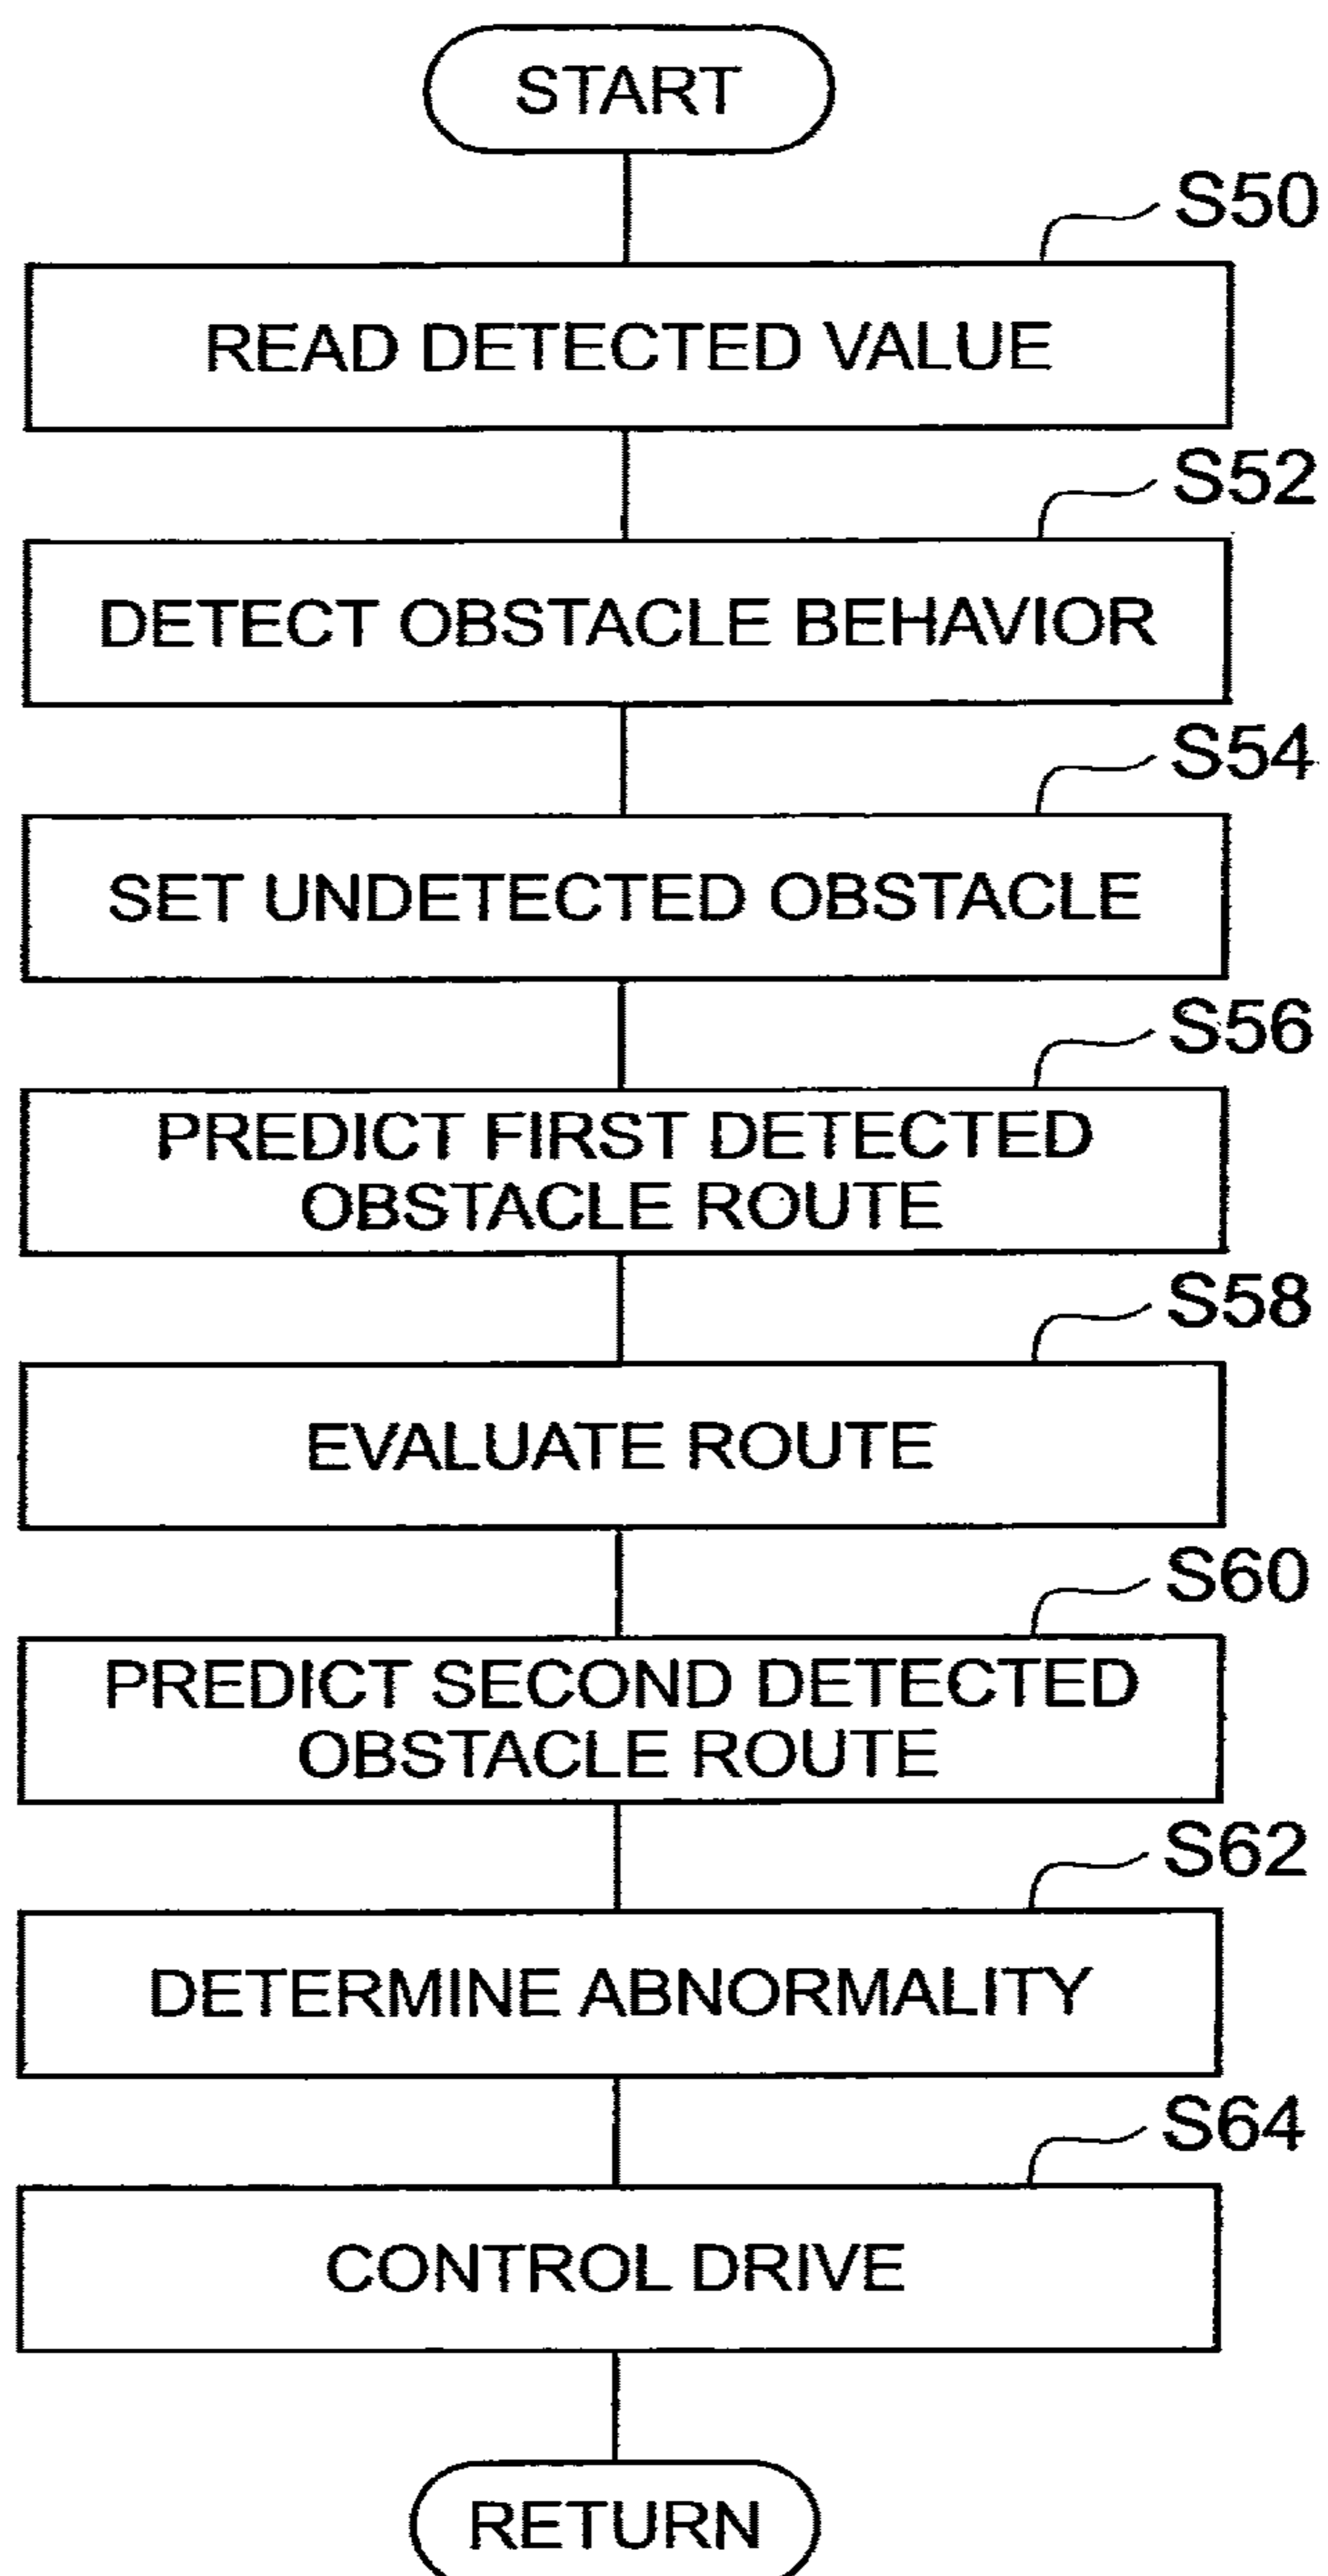 START
S50
READ DETECTED VALUE
S52
DETECT OBSTACLE BEHAVIOR
S54
SET UNDETECTED OBSTACLE
S56
PREDICT FIRST DETECTED
OBSTACLE ROUTE
S58
EVALUATE ROUTE
S60
PREDICT SECOND DETECTED
OBSTACLE ROUTE
S62
DETERMINE ABNORMALITY
S64
CONTROL DRIVE
RETURN